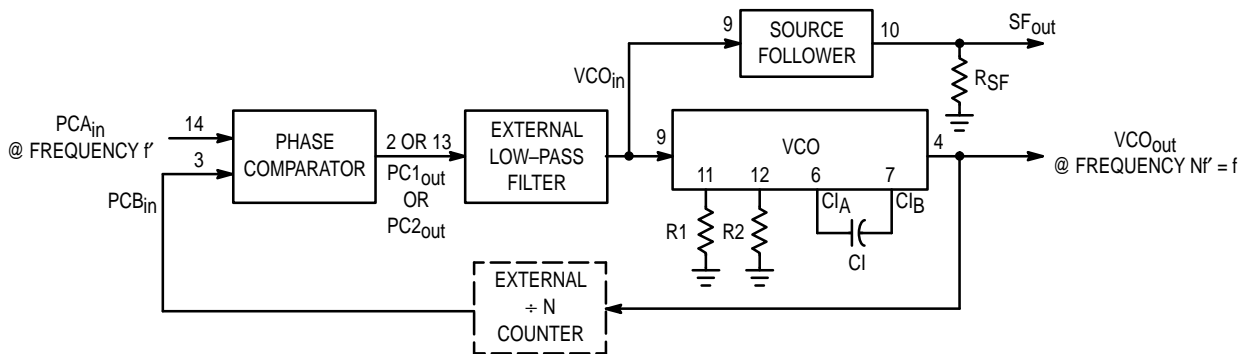 9
SOURCE
FOLLOWER
10
SFout
RSF
VCOin
PCAin
@ FREQUENCY f′
14
3
PCBin
PHASE
COMPARATOR
2 OR 13
PC1out
OR
PC2out
EXTERNAL
LOW–PASS
FILTER
9
VCO
4
11
12
6
7
CIA
CIB
R1
R2
CI
VCOout
@ FREQUENCY Nf′ = f
EXTERNAL
÷ N
COUNTER